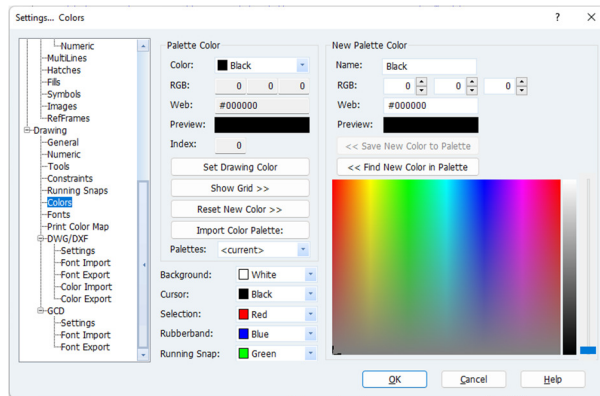 Settings... Colors
Numeric
MultiLines
Hatches
Fills
Symbols
Images
RefFrames
Drawing
General
Numeric
Tools
Constraints
Running Snaps
Colors
Fonts
Print Color Map
DWG/DXF
Settings
Font Import
Font Export
Color Import
Color Export
GCD
Settings
Font Import
Font Export
Palette Color
Color: Black
RGB: 0 0 0
Web: #000000
Preview:
Index: 0
Set Drawing Color
Show Grid >>
Reset New Color >>
Import Color Palette:
Palettes: <current>
Background: White
Cursor: Black
Selection: Red
Rubberband: Blue
Running Snap: Green
New Palette Color
Name: Black
RGB: 0 0 0
Web: #000000
Preview:
<< Save New Color to Palette
<< Find New Color in Palette
OK Cancel Help